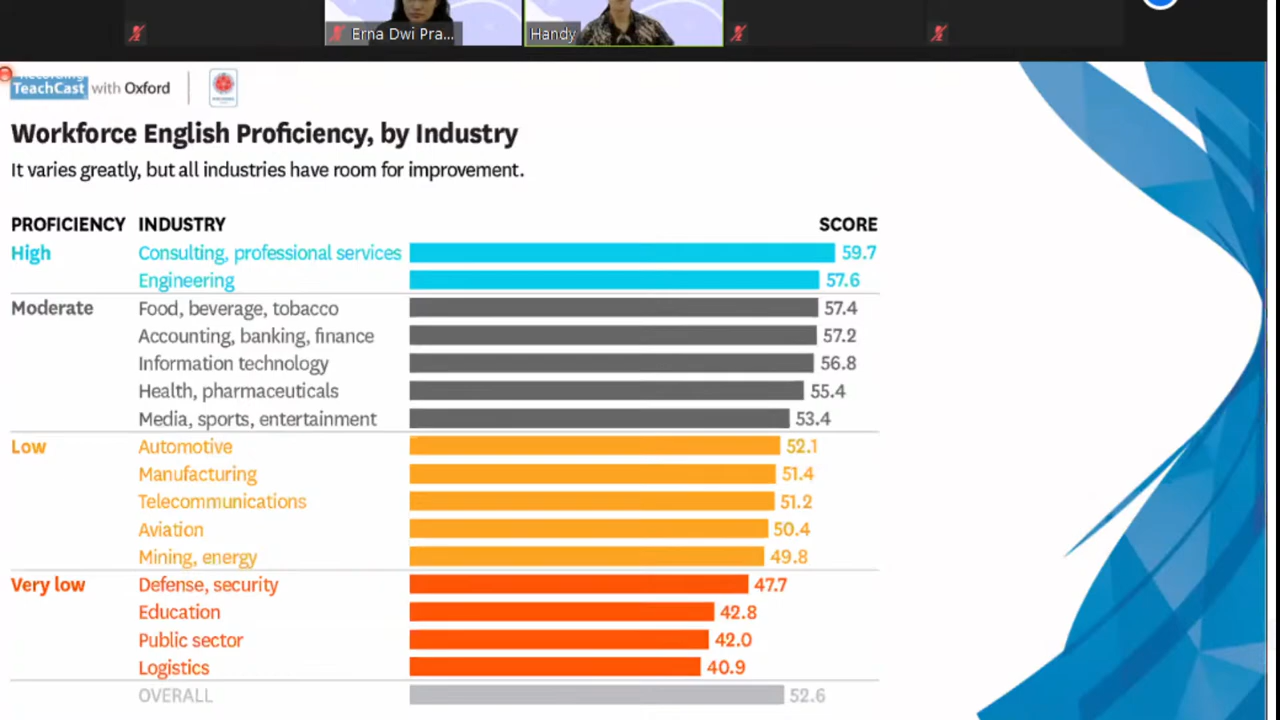 Erna Dwi Pra...
Handy
Recording
TeachCast with Oxford
Workforce English Proficiency, by Industry
It varies greatly, but all industries have room for improvement.
PROFICIENCY INDUSTRY SCORE
High Consulting, professional services 59.7
Engineering 57.6
Moderate Food, beverage, tobacco 57.4
Accounting, banking, finance 57.2
Information technology 56.8
Health, pharmaceuticals 55.4
Media, sports, entertainment 53.4
Low Automotive 52.1
Manufacturing 51.4
Telecommunications 51.2
Aviation 50.4
Mining, energy 49.8
Very low Defense, security 47.7
Education 42.8
Public sector 42.0
Logistics 40.9
OVERALL 52.6